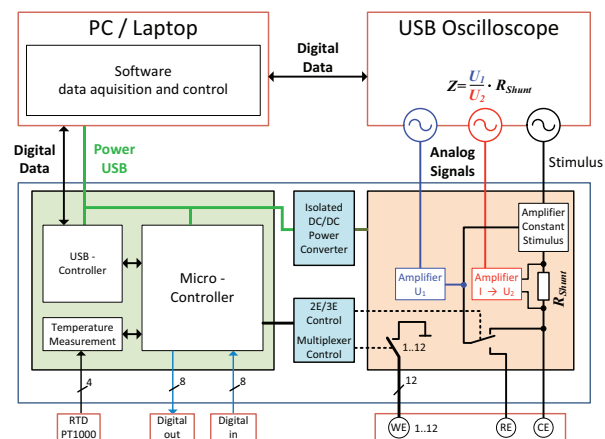 PC / Laptop
USB Oscilloscope
Software
data aquisition and control
Digital
Data
Z=U1/U2·RShunt
Digital
Data
Power
USB
Analog
Signals
Stimulus
Isolated
DC/DC
Power
Converter
Amplifier
Constant
Stimulus
USB -
Controller
Micro -
Controller
Amplifier
U1
Amplifier
I → U2
RShunt
Temperature
Measurement
2E/3E
Control
Multiplexer
Control
1..12
4
8
8
12
RTD
PT1000
Digital
out
Digital
in
WE
1..12
RE
CE